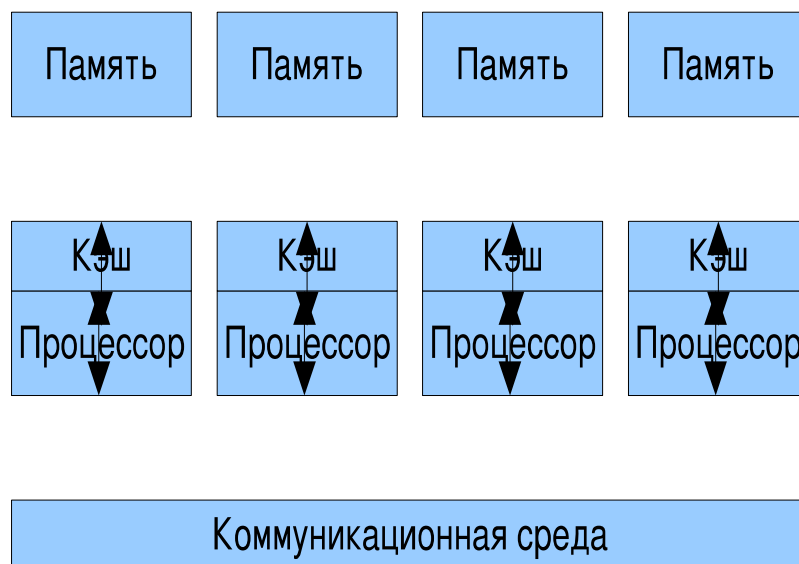 Память Память Память Память
Кэш Кэш Кэш Кэш
Процессор Процессор Процессор Процессор
Коммуникационная среда